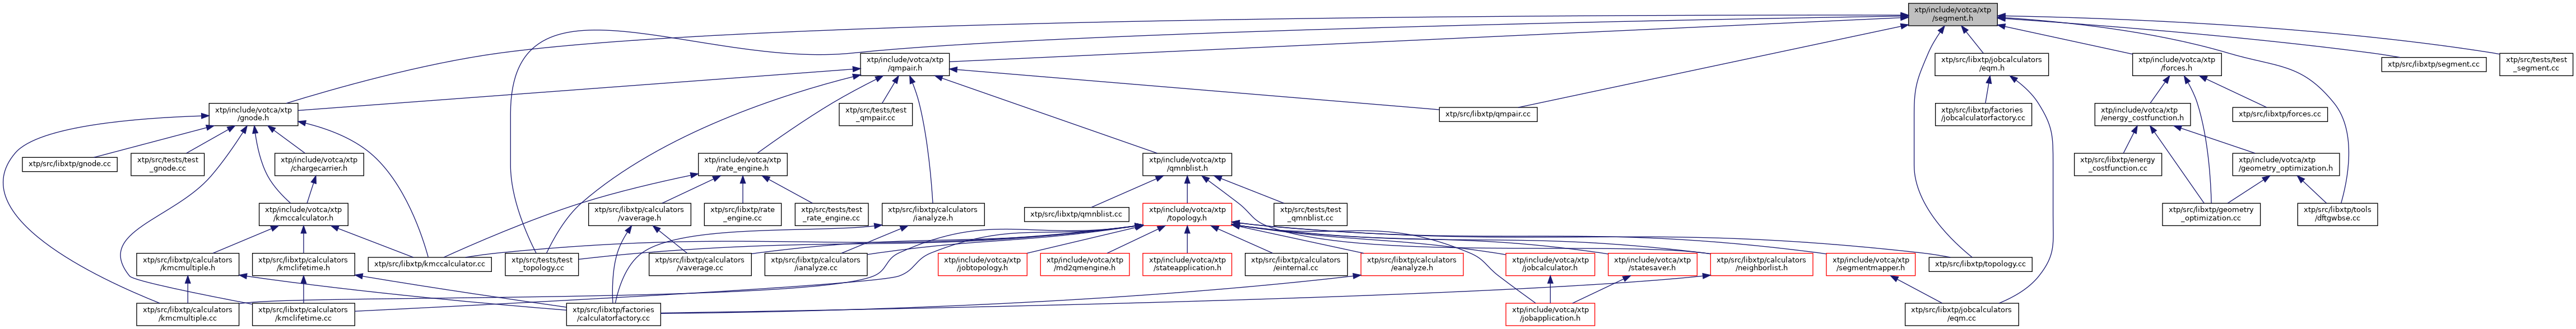 xtp/include/votca/xtp
/segment.h
xtp/include/votca/xtp
/qmpair.h
xtp/src/libxtp/jobcalculators
/eqm.h
xtp/include/votca/xtp
/forces.h
xtp/src/libxtp/segment.cc
xtp/src/tests/test
_segment.cc
xtp/include/votca/xtp
/gnode.h
xtp/src/tests/test
_qmpair.cc
xtp/src/libxtp/qmpair.cc
xtp/src/libxtp/factories
/jobcalculatorfactory.cc
xtp/include/votca/xtp
/energy_costfunction.h
xtp/src/libxtp/forces.cc
xtp/src/libxtp/gnode.cc
xtp/src/tests/test
_gnode.cc
xtp/include/votca/xtp
/chargecarrier.h
xtp/include/votca/xtp
/rate_engine.h
xtp/include/votca/xtp
/qmnblist.h
xtp/src/libxtp/energy
_costfunction.cc
xtp/include/votca/xtp
/geometry_optimization.h
xtp/include/votca/xtp
/kmccalculator.h
xtp/src/libxtp/calculators
/vaverage.h
xtp/src/libxtp/rate
_engine.cc
xtp/src/tests/test
_rate_engine.cc
xtp/src/libxtp/calculators
/ianalyze.h
xtp/src/libxtp/qmnblist.cc
xtp/include/votca/xtp
/topology.h
xtp/src/tests/test
_qmnblist.cc
xtp/src/libxtp/geometry
_optimization.cc
xtp/src/libxtp/tools
/dftgwbse.cc
xtp/src/libxtp/calculators
/kmcmultiple.h
xtp/src/libxtp/calculators
/kmclifetime.h
xtp/src/libxtp/kmccalculator.cc
xtp/src/tests/test
_topology.cc
xtp/src/libxtp/calculators
/vaverage.cc
xtp/src/libxtp/calculators
/ianalyze.cc
xtp/include/votca/xtp
/jobtopology.h
xtp/include/votca/xtp
/md2qmengine.h
xtp/include/votca/xtp
/stateapplication.h
xtp/src/libxtp/calculators
/einternal.cc
xtp/src/libxtp/calculators
/eanalyze.h
xtp/include/votca/xtp
/jobcalculator.h
xtp/include/votca/xtp
/statesaver.h
xtp/src/libxtp/calculators
/neighborlist.h
xtp/include/votca/xtp
/segmentmapper.h
xtp/src/libxtp/topology.cc
xtp/src/libxtp/calculators
/kmcmultiple.cc
xtp/src/libxtp/calculators
/kmclifetime.cc
xtp/src/libxtp/factories
/calculatorfactory.cc
xtp/include/votca/xtp
/jobapplication.h
xtp/src/libxtp/jobcalculators
/eqm.cc